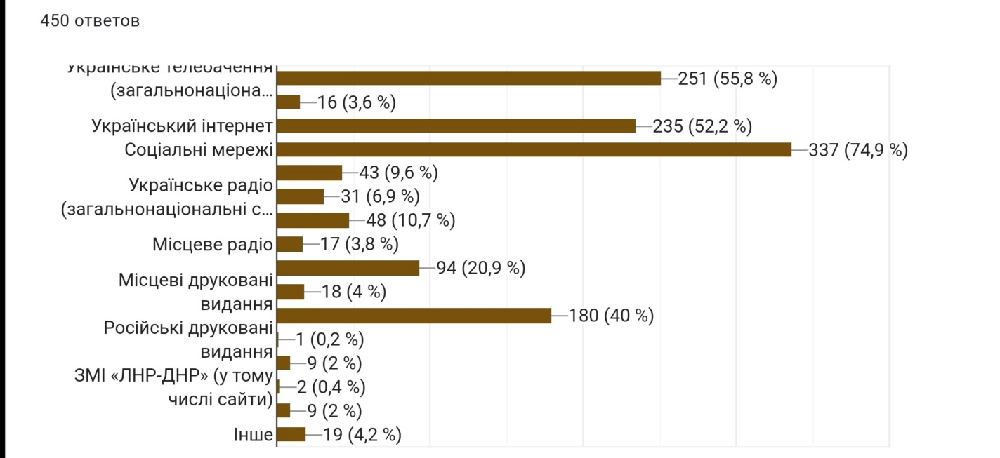 450 ответов
Українське телебачення
(загальнонаціона...
251 (55,8 %)
16 (3,6 %)
Український інтернет
235 (52,2 %)
Соціальні мережі
337 (74,9 %)
43 (9,6 %)
Українське радіо
(загальнонаціональні с...
31 (6,9 %)
48 (10,7 %)
Місцеве радіо
17 (3,8 %)
94 (20,9 %)
Місцеві друковані
видання
18 (4 %)
180 (40 %)
Російські друковані
видання
1 (0,2 %)
9 (2 %)
ЗМІ «ЛНР-ДНР» (у тому
числі сайти)
2 (0,4 %)
9 (2 %)
Інше
19 (4,2 %)